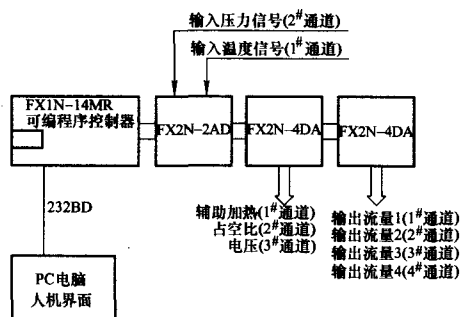 输入压力信号(2#通道)
输入温度信号(1#通道)
FX1N-14MR
可编程序控制器
FX2N-2AD
FX2N-4DA
FX2N-4DA
232BD
辅助加热(1#通道)
占空比(2#通道)
电压(3#通道)
输出流量1(1#通道)
输出流量2(2#通道)
输出流量3(3#通道)
输出流量4(4#通道)
PC电脑
人机界面